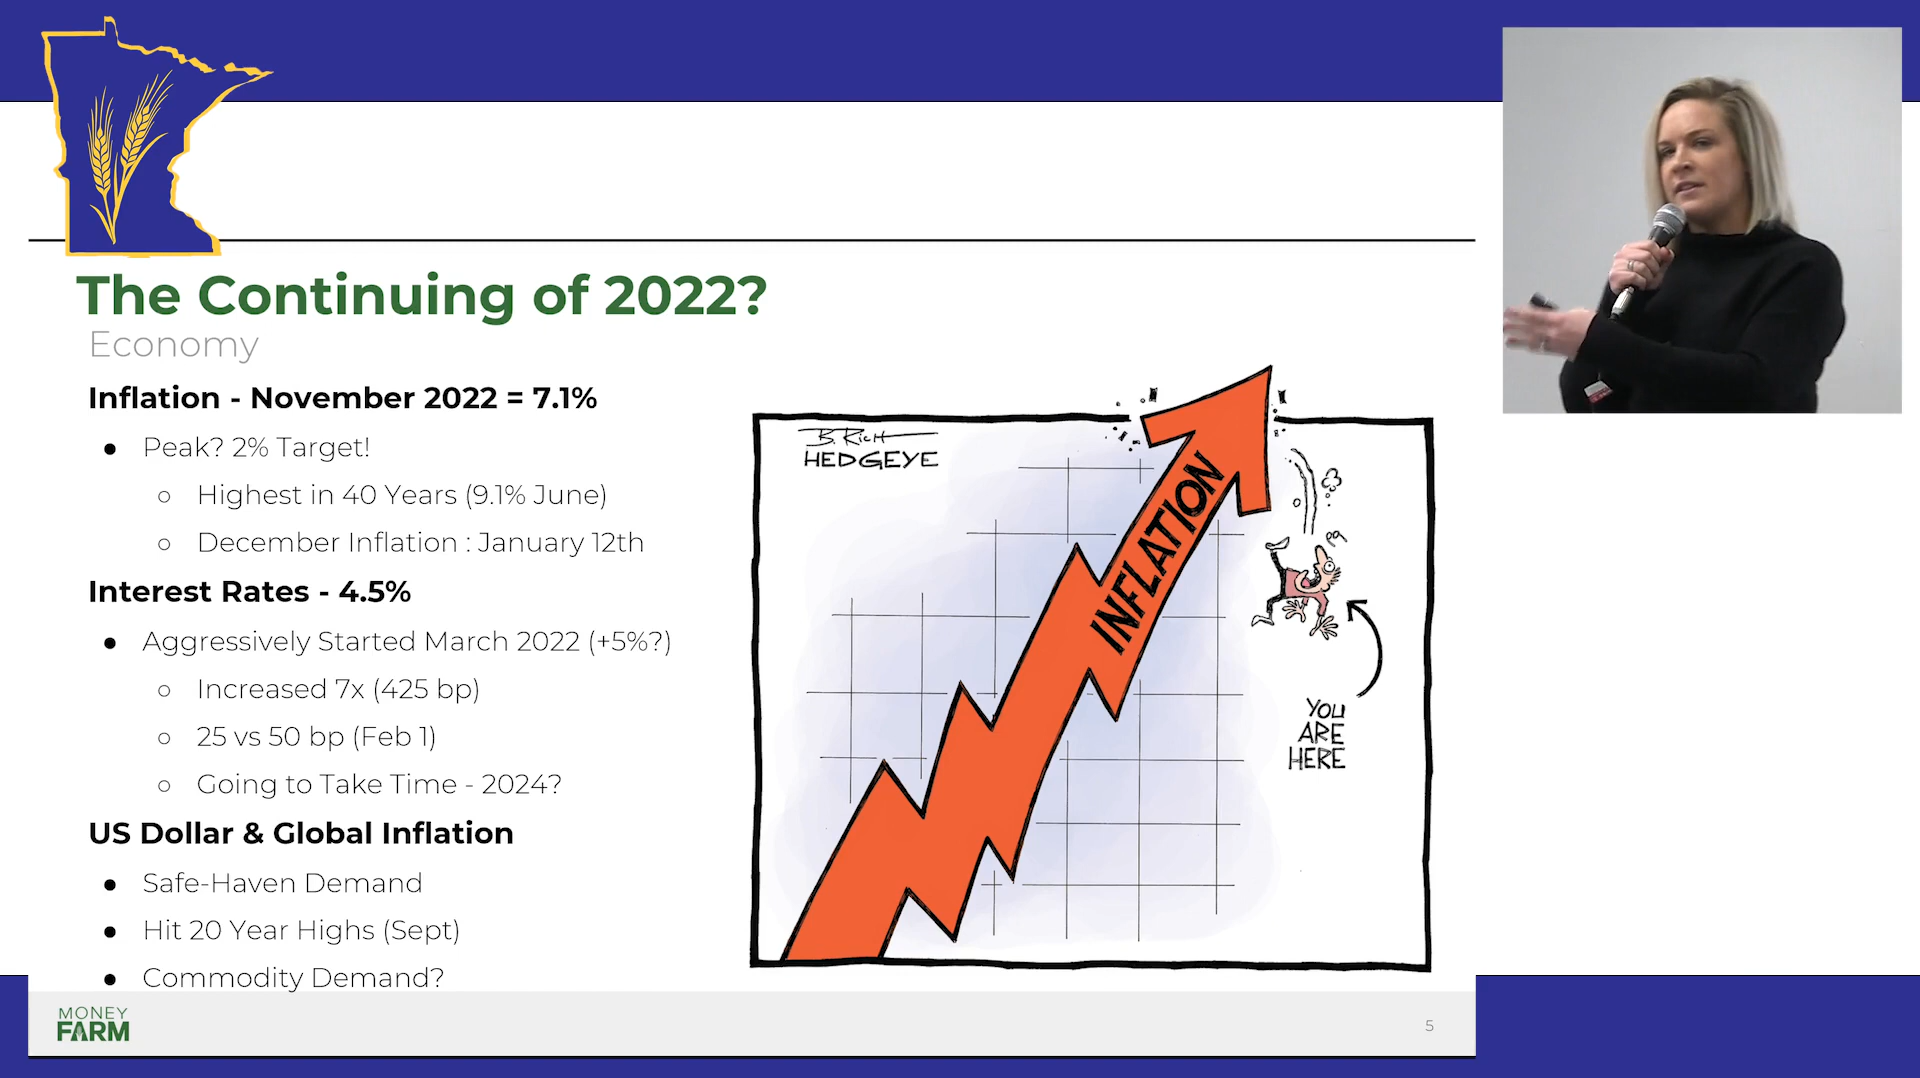 The Continuing of 2022?
Economy
Inflation - November 2022 = 7.1%
● Peak? 2% Target!
○ Highest in 40 Years (9.1% June)
○ December Inflation : January 12th
Interest Rates - 4.5%
● Aggressively Started March 2022 (+5%?)
○ Increased 7x (425 bp)
○ 25 vs 50 bp (Feb 1)
○ Going to Take Time - 2024?
US Dollar & Global Inflation
● Safe-Haven Demand
● Hit 20 Year Highs (Sept)
● Commodity Demand?
B. Rich
HEDGEYE
INFLATION
YOU
ARE
HERE
MONEY
FARM
5